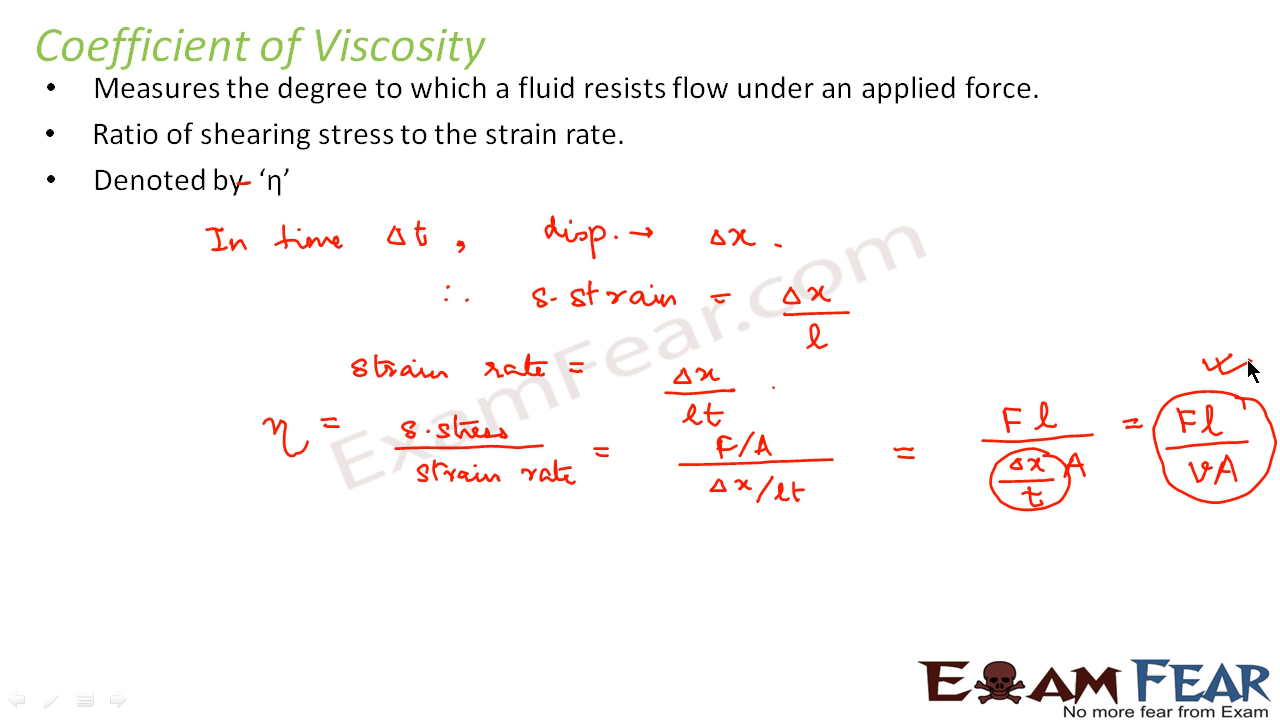 Coefficient of Viscosity
• Measures the degree to which a fluid resists flow under an applied force.
• Ratio of shearing stress to the strain rate.
• Denoted by- ‘η’
In time Δt, disp. → Δx.
∴ s. strain = Δx/l
strain rate = Δx/lt
η = s.stress/strain rate = F/A / Δx/lt = Fl / (Δx/t) A = Fl/vA
ExamFear.com
EXAM FEAR
No more fear from Exam